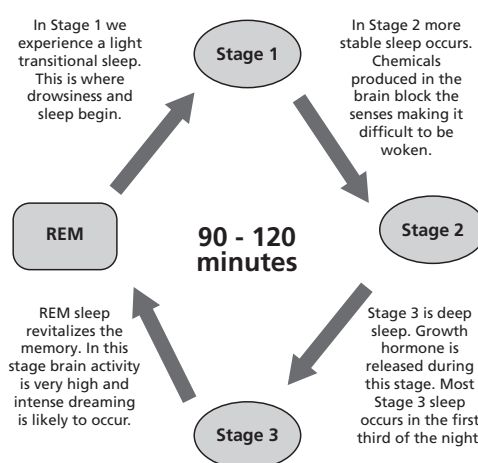 In Stage 1 we
experience a light
transitional sleep.
This is where
drowsiness and
sleep begin.
Stage 1
In Stage 2 more
stable sleep occurs.
Chemicals
produced in the
brain block the
senses making it
difficult to be
woken.
REM
90 - 120
minutes
Stage 2
REM sleep
revitalizes the
memory. In this
stage brain activity
is very high and
intense dreaming
is likely to occur.
Stage 3 is deep
sleep. Growth
hormone is
released during
this stage. Most
Stage 3 sleep
occurs in the first
third of the night
Stage 3